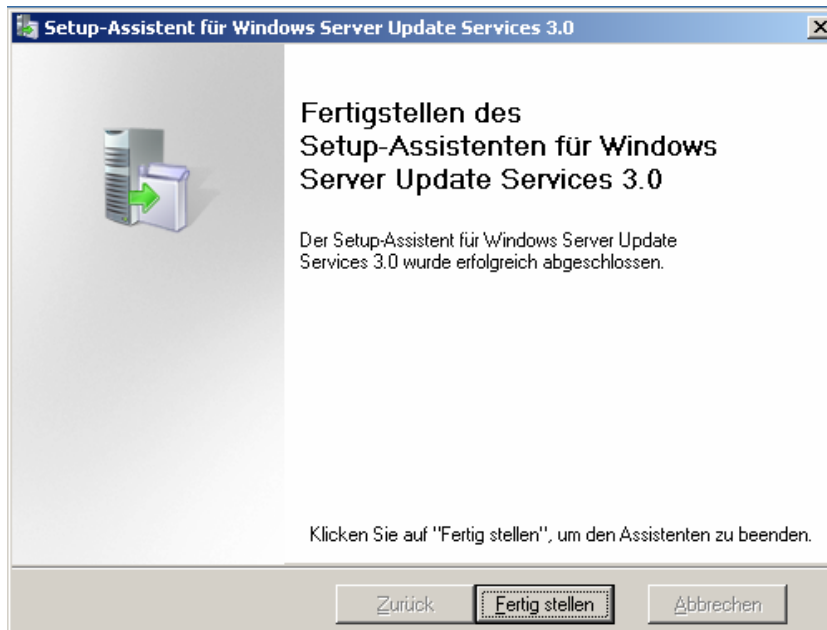 Setup-Assistent für Windows Server Update Services 3.0
Fertigstellen des
Setup-Assistenten für Windows
Server Update Services 3.0
Der Setup-Assistent für Windows Server Update
Services 3.0 wurde erfolgreich abgeschlossen.
Klicken Sie auf "Fertig stellen", um den Assistenten zu beenden.
Zurück
Fertig stellen
Abbrechen